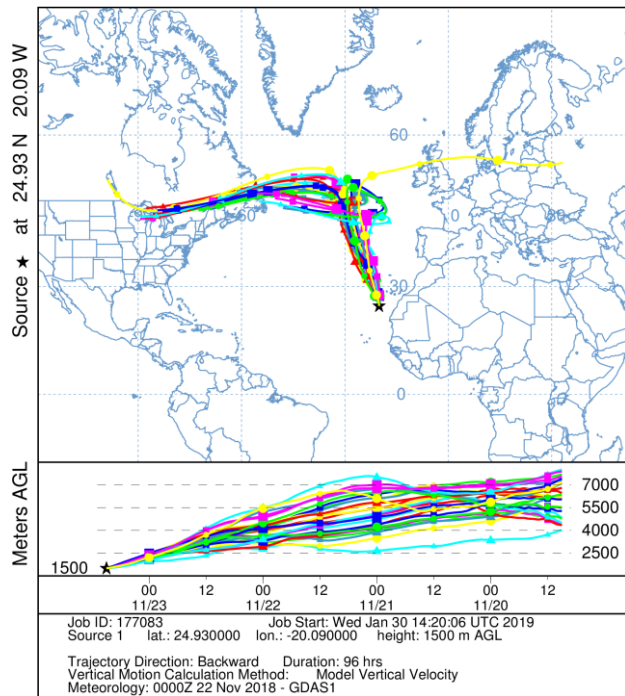 Source ★ at 24.93 N 20.09 W
60
60
0
30
30
0
Meters AGL
7000
5500
4000
2500
1500
00 12 00 12 00 12 00 12
11/23 11/22 11/21 11/20
Job ID: 177083 Job Start: Wed Jan 30 14:20:06 UTC 2019
Source 1 lat.: 24.930000 lon.: -20.090000 height: 1500 m AGL
Trajectory Direction: Backward Duration: 96 hrs
Vertical Motion Calculation Method: Model Vertical Velocity
Meteorology: 0000Z 22 Nov 2018 - GDAS1